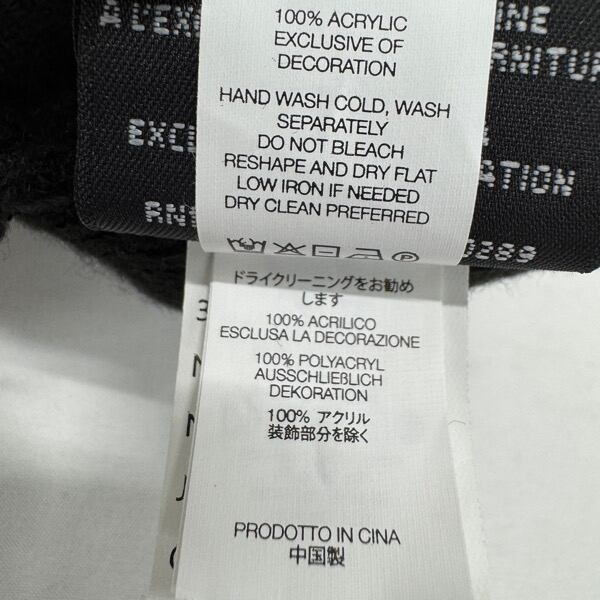 100% ACRYLIC
EXCLUSIVE OF
DECORATION
HAND WASH COLD, WASH
SEPARATELY
DO NOT BLEACH
RESHAPE AND DRY FLAT
LOW IRON IF NEEDED
DRY CLEAN PREFERRED
ドライクリーニングをお勧め
します
100% ACRILICO
ESCLUSA LA DECORAZIONE
100% POLYACRYL
AUSSCHLIEßLICH
DEKORATION
100% アクリル
装飾部分を除く
PRODOTTO IN CINA
中国製